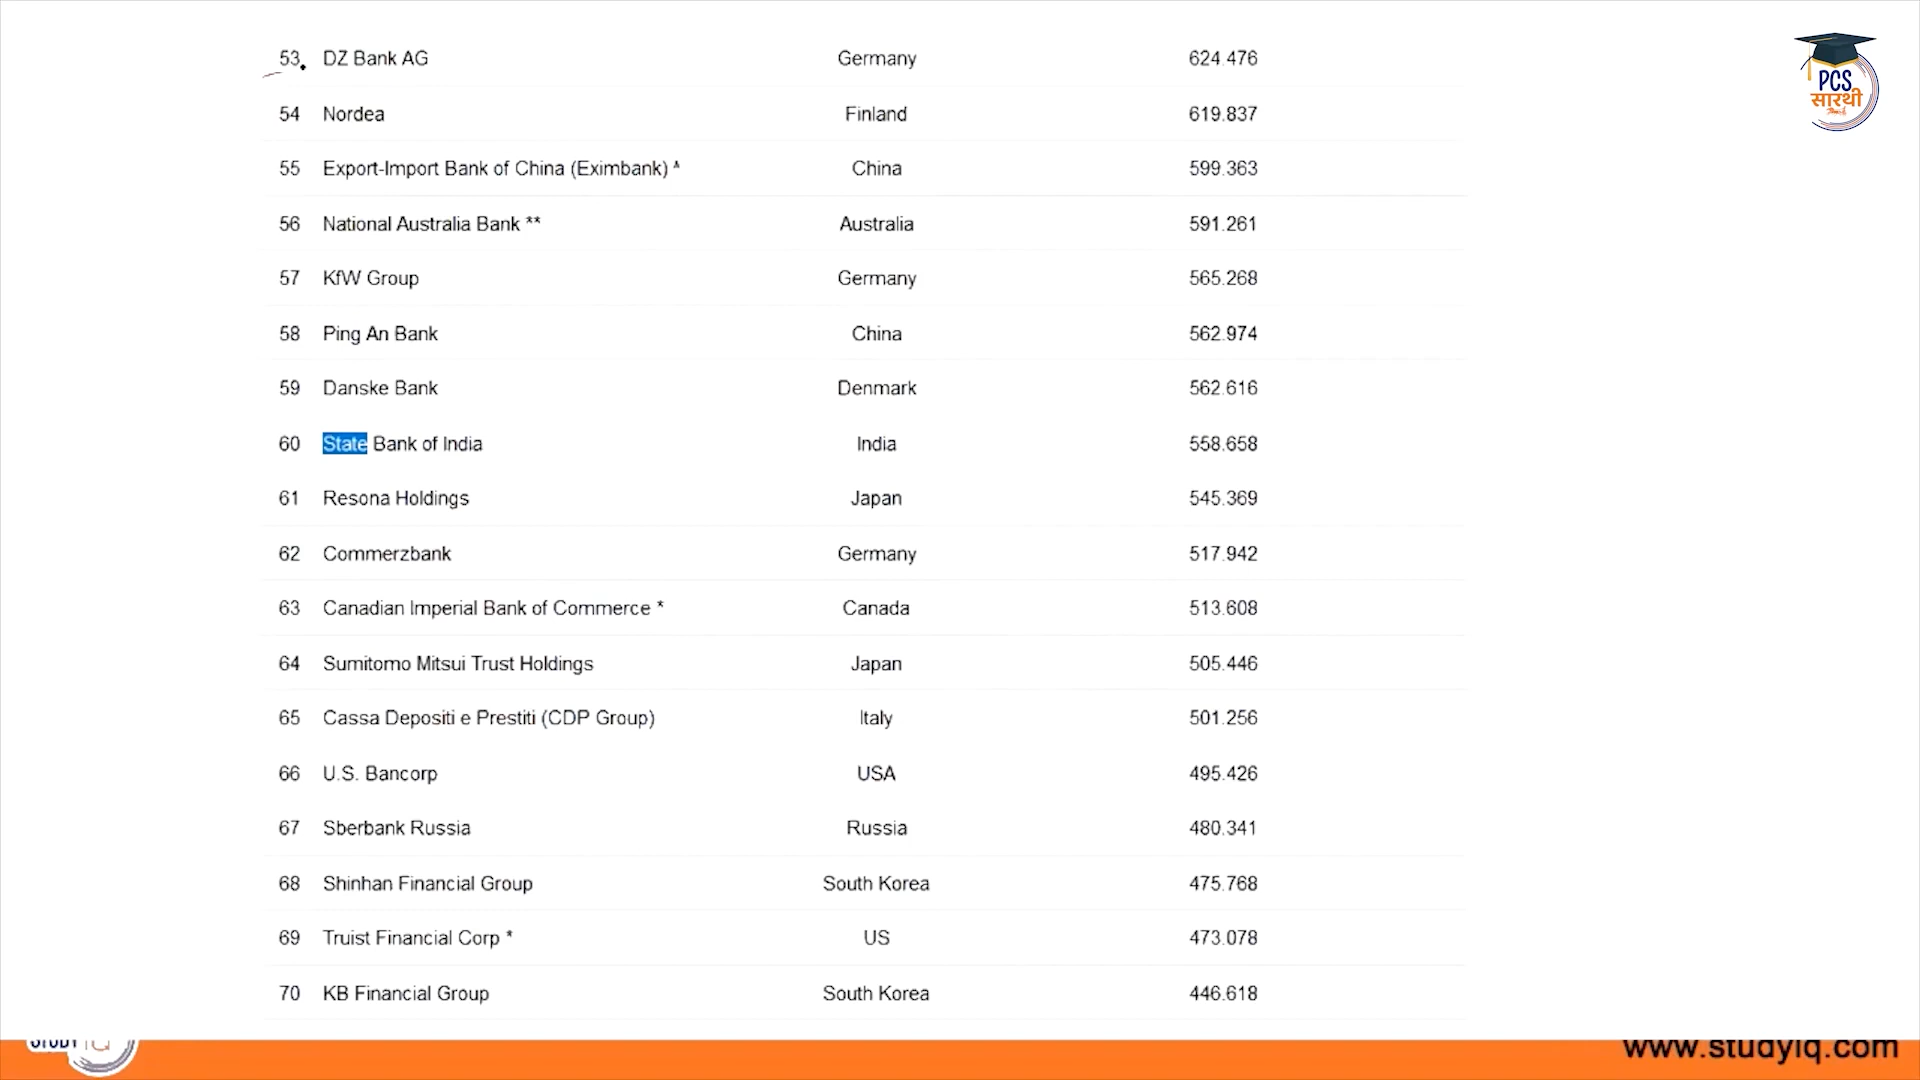 53 DZ Bank AG Germany 624.476
54 Nordea Finland 619.837
55 Export-Import Bank of China (Eximbank) ^ China 599.363
56 National Australia Bank ** Australia 591.261
57 KfW Group Germany 565.268
58 Ping An Bank China 562.974
59 Danske Bank Denmark 562.616
60 State Bank of India India 558.658
61 Resona Holdings Japan 545.369
62 Commerzbank Germany 517.942
63 Canadian Imperial Bank of Commerce * Canada 513.608
64 Sumitomo Mitsui Trust Holdings Japan 505.446
65 Cassa Depositi e Prestiti (CDP Group) Italy 501.256
66 U.S. Bancorp USA 495.426
67 Sberbank Russia Russia 480.341
68 Shinhan Financial Group South Korea 475.768
69 Truist Financial Corp * US 473.078
70 KB Financial Group South Korea 446.618
PCS
सारथी
STUDY IQ
www.studyiq.com